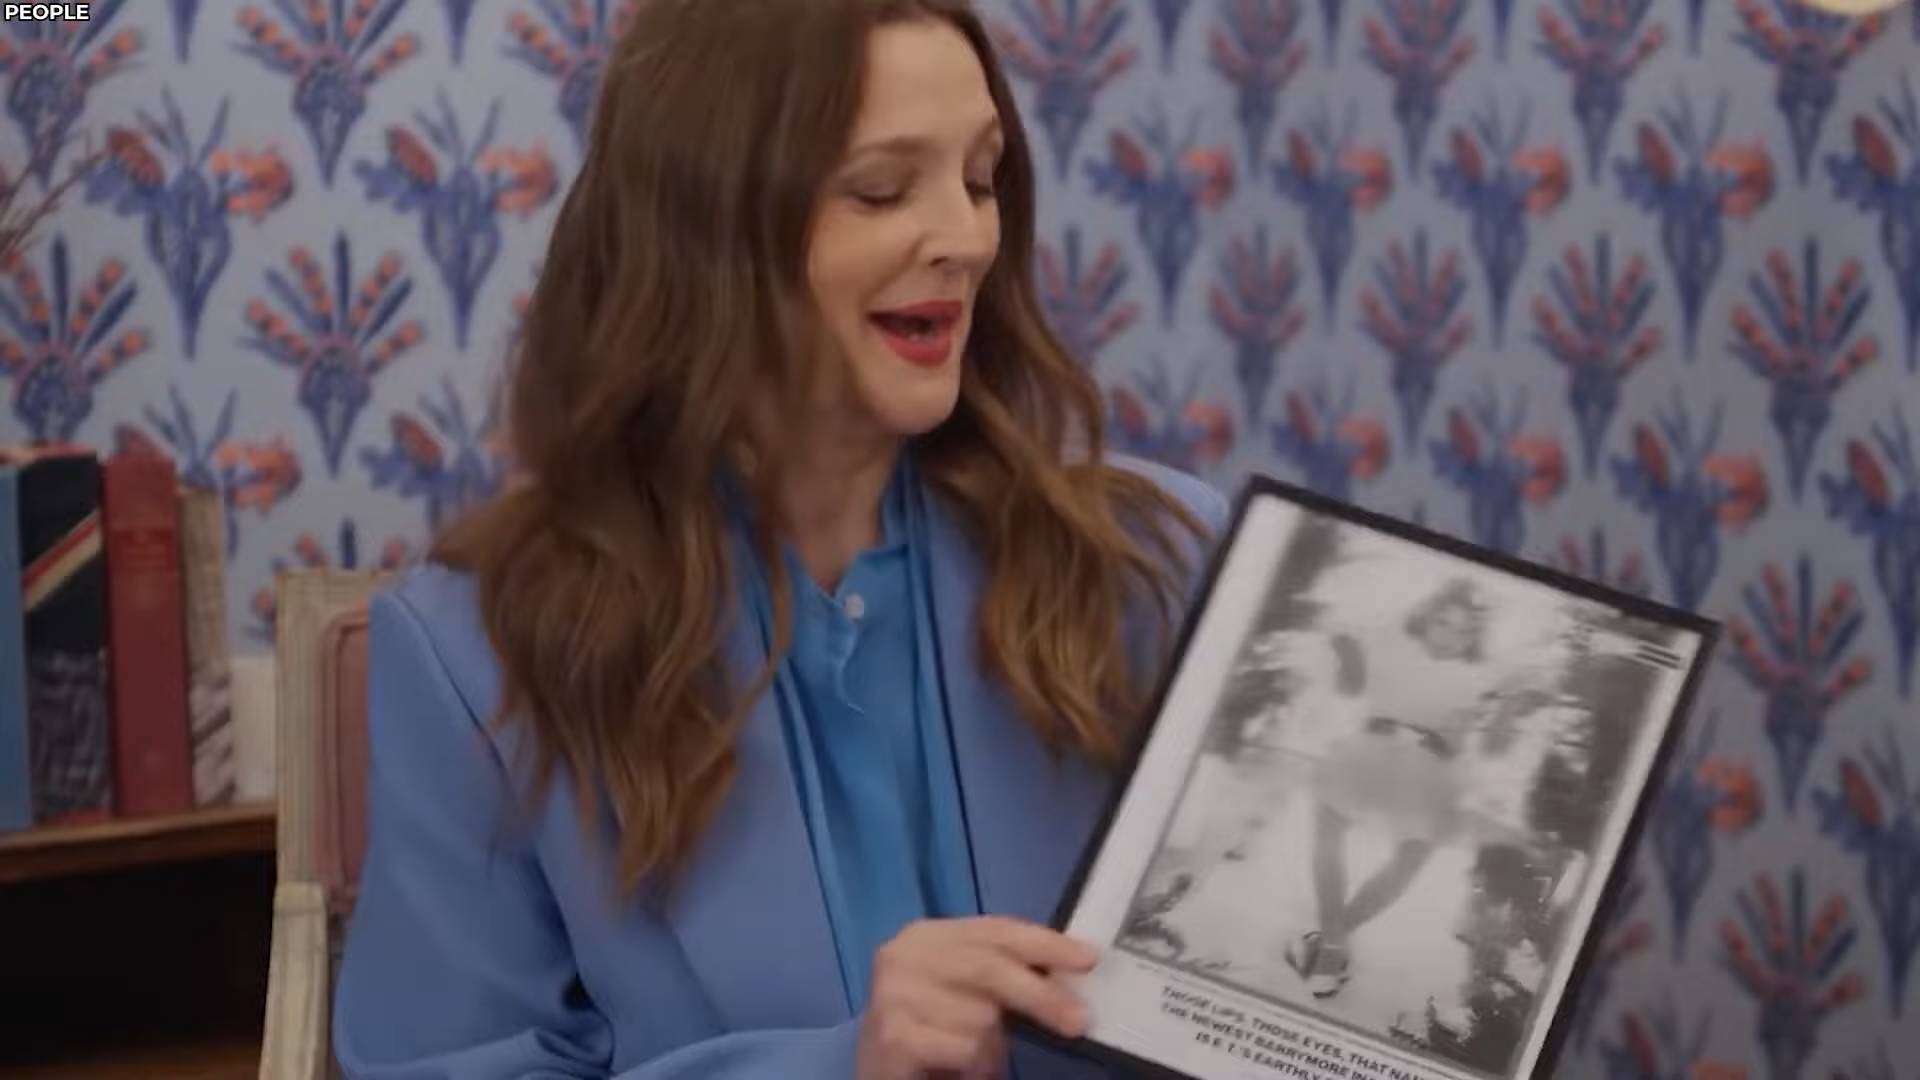 PEOPLE
THOSE LIPS, THOSE EYES, THAT
THE NEWEST BARRYMORE
IS E.T.'S EARTHLY